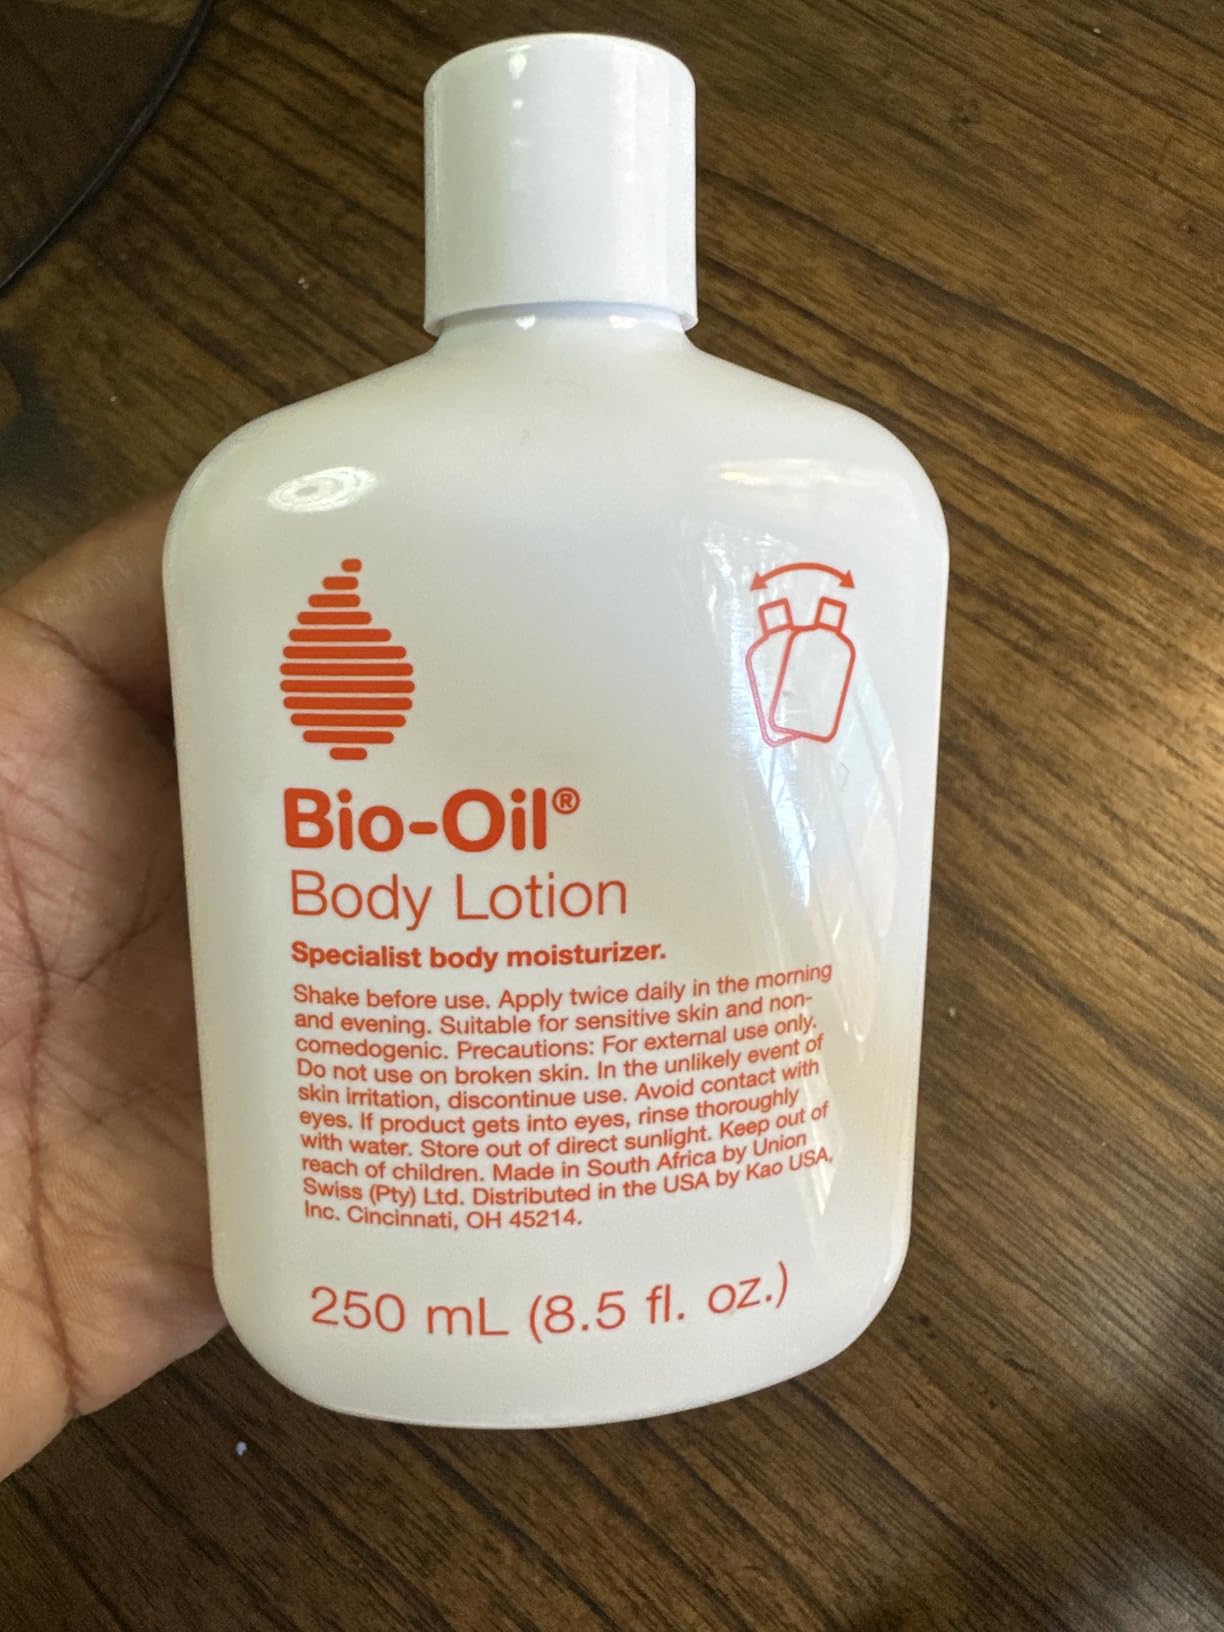 Bio-Oil®
Body Lotion
Specialist body moisturizer.
Shake before use. Apply twice daily in the morning
and evening. Suitable for sensitive skin and non-
comedogenic. Precautions: For external use only.
Do not use on broken skin. In the unlikely event of
skin irritation, discontinue use. Avoid contact with
eyes. If product gets into eyes, rinse thoroughly
with water. Store out of direct sunlight. Keep out of
reach of children. Made in South Africa by Union
Swiss (Pty) Ltd. Distributed in the USA by Kao USA,
Inc. Cincinnati, OH 45214.
250 mL (8.5 fl. oz.)